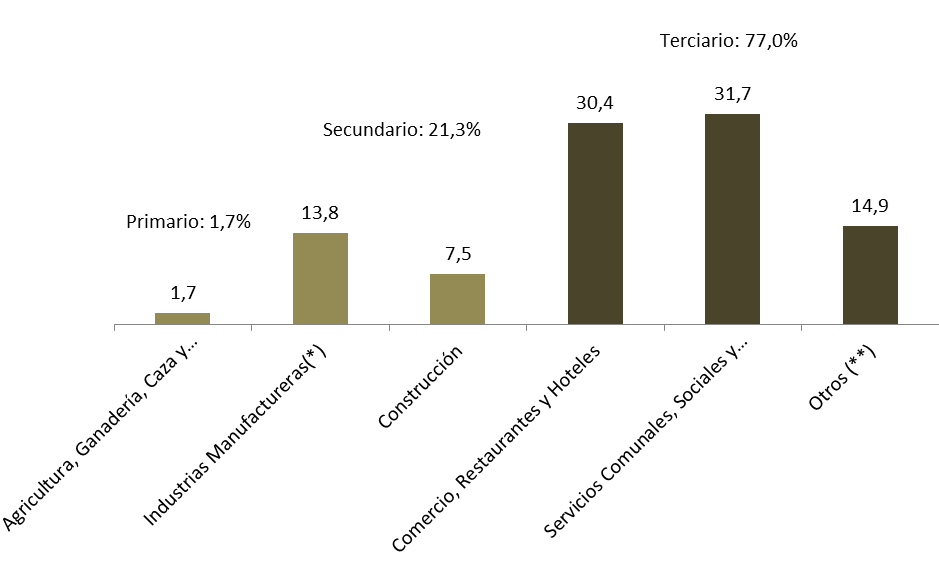 Terciario: 77,0%
Secundario: 21,3%
Primario: 1,7%
1,7
13,8
7,5
30,4
31,7
14,9
Agricultura, Ganadería, Caza y...
Industrias Manufactureras(*)
Construcción
Comercio, Restaurantes y Hoteles
Servicios Comunales, Sociales y...
Otros (**)